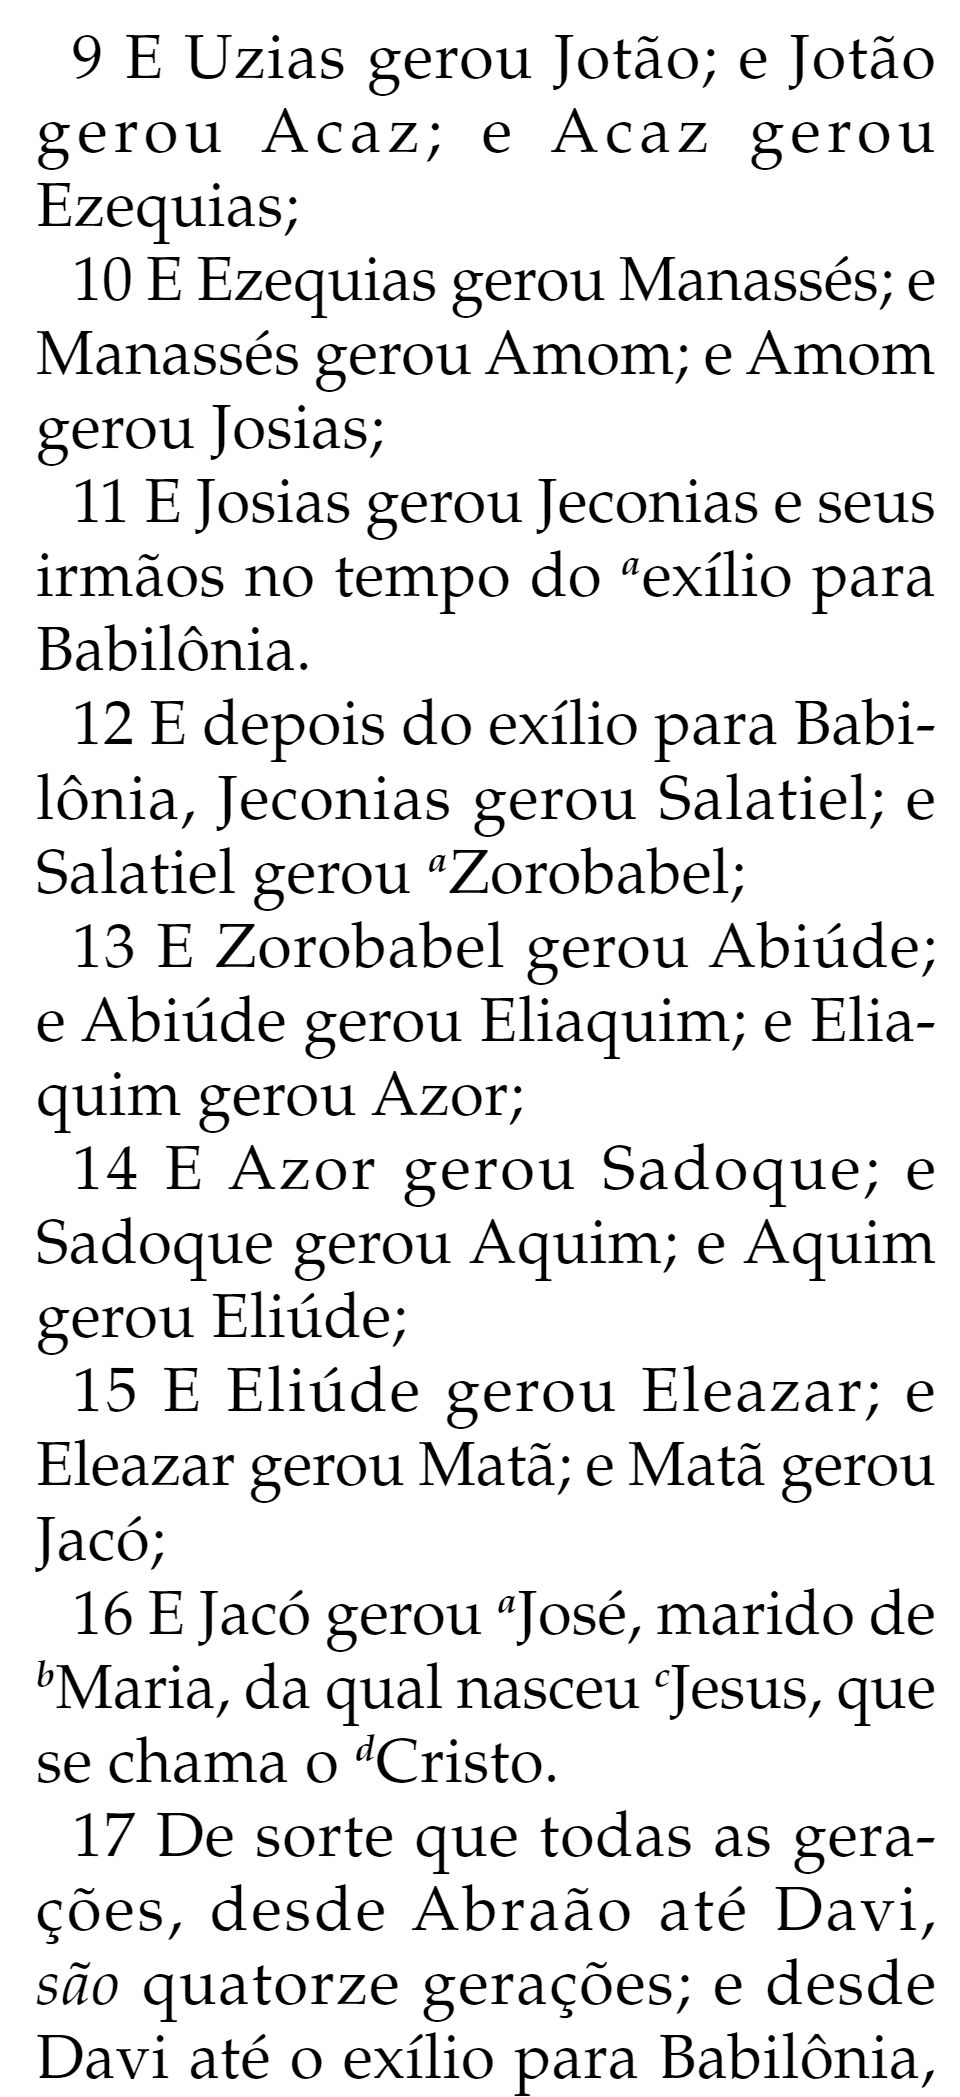 9 E Uzias gerou Jotão; e Jotão
gerou Acaz; e Acaz gerou
Ezequias;
10 E Ezequias gerou Manassés; e
Manassés gerou Amom; e Amom
gerou Josias;
11 E Josias gerou Jeconias e seus
irmãos no tempo do ᵃexílio para
Babilônia.
12 E depois do exílio para Babi-
lônia, Jeconias gerou Salatiel; e
Salatiel gerou ᵃZorobabel;
13 E Zorobabel gerou Abiúde;
e Abiúde gerou Eliaquim; e Elia-
quim gerou Azor;
14 E Azor gerou Sadoque; e
Sadoque gerou Aquim; e Aquim
gerou Eliúde;
15 E Eliúde gerou Eleazar; e
Eleazar gerou Matã; e Matã gerou
Jacó;
16 E Jacó gerou ᵃJosé, marido de
ᵇMaria, da qual nasceu ᶜJesus, que
se chama o ᵈCristo.
17 De sorte que todas as gera-
ções, desde Abraão até Davi,
são quatorze gerações; e desde
Davi até o exílio para Babilônia,